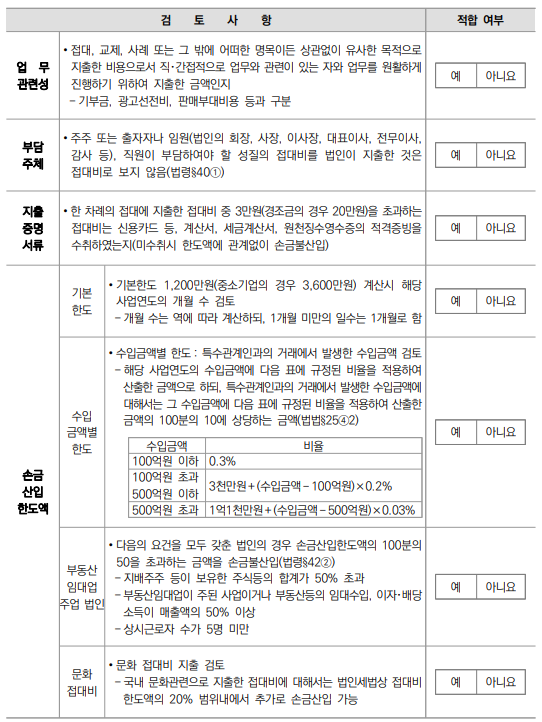 검 토 사 항 적합 여부
업 무
관련성
• 접대, 교제, 사례 또는 그 밖에 어떠한 명목이든 상관없이 유사한 목적으로
지출한 비용으로서 직·간접적으로 업무와 관련이 있는 자와 업무를 원활하게
진행하기 위하여 지출한 금액인지
– 기부금, 광고선전비, 판매부대비용 등과 구분
예 아니요
부담
주체
• 주주 또는 출자자나 임원(법인의 회장, 사장, 이사장, 대표이사, 전무이사,
감사 등), 직원이 부담하여야 할 성질의 접대비를 법인이 지출한 것은
접대비로 보지 않음(법령§40①)
예 아니요
지출
증명
서류
• 한 차례의 접대에 지출한 접대비 중 3만원(경조금의 경우 20만원)을 초과하는
접대비는 신용카드 등, 계산서, 세금계산서, 원천징수영수증의 적격증빙을
수취하였는지(미수취시 한도액에 관계없이 손금불산입)
예 아니요
손금
산입
한도액
기본
한도
• 기본한도 1,200만원(중소기업의 경우 3,600만원) 계산시 해당
사업연도의 개월 수 검토
– 개월 수는 역에 따라 계산하되, 1개월 미만의 일수는 1개월로 함
예 아니요
수입
금액별
한도
• 수입금액별 한도 : 특수관계인과의 거래에서 발생한 수입금액 검토
– 해당 사업연도의 수입금액에 다음 표에 규정된 비율을 적용하여
산출한 금액으로 하되, 특수관계인과의 거래에서 발생한 수입금액에
대해서는 그 수입금액에 다음 표에 규정된 비율을 적용하여 산출한
금액의 100분의 10에 상당하는 금액(법법§25④2)
수입금액 비율
100억원 이하 0.3%
100억원 초과
500억원 이하
3천만원+(수입금액–100억원)×0.2%
500억원 초과 1억1천만원+(수입금액–500억원)×0.03%
예 아니요
부동산
임대업
주업 법인
• 다음의 요건을 모두 갖춘 법인의 경우 손금산입한도액의 100분의
50을 초과하는 금액을 손금불산입(법령§42②)
– 지배주주 등이 보유한 주식등의 합계가 50% 초과
– 부동산임대업이 주된 사업이거나 부동산등의 임대수입, 이자·배당
소득이 매출액의 50% 이상
– 상시근로자 수가 5명 미만
예 아니요
문화
접대비
• 문화 접대비 지출 검토
– 국내 문화관련으로 지출한 접대비에 대해서는 법인세법상 접대비
한도액의 20% 범위내에서 추가로 손금산입 가능
예 아니요